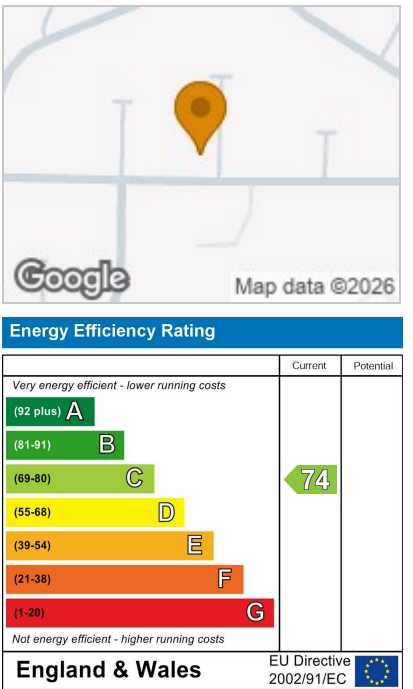 Google
Map data ©2026
Energy Efficiency Rating
Current Potential
Very energy efficient - lower running costs
(92 plus) A
(81-91) B
(69-80) C 74
(55-68) D
(39-54) E
(21-38) F
(1-20) G
Not energy efficient - higher running costs
England & Wales
EU Directive
2002/91/EC